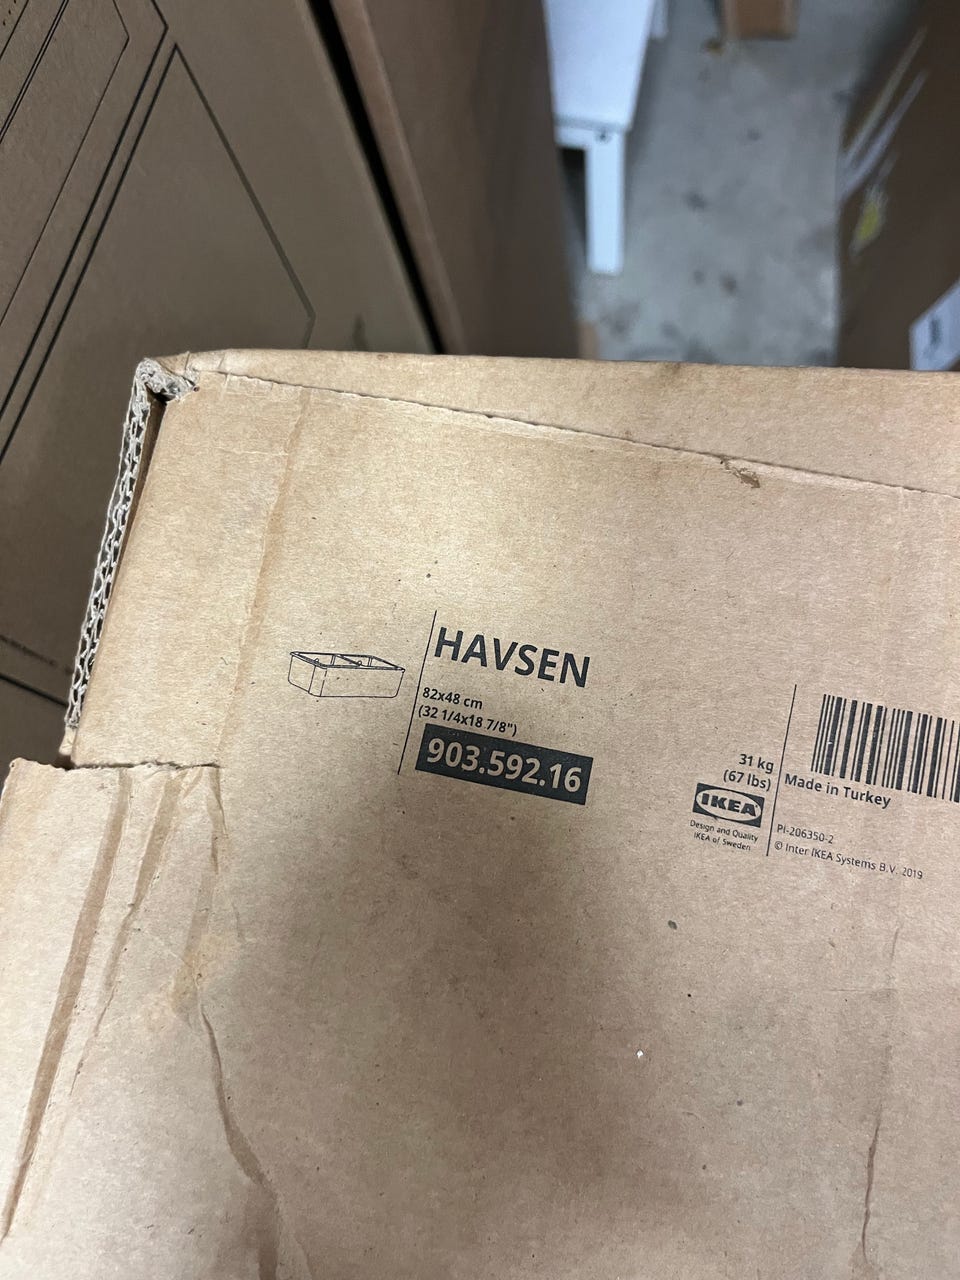 HAVSEN
82x48 cm
(32 1/4x18 7/8")
903.592.16
31 kg
(67 lbs)
IKEA
Design and Quality
IKEA of Sweden
Made in Turkey
PI-206350-2
© Inter IKEA Systems B.V. 2019